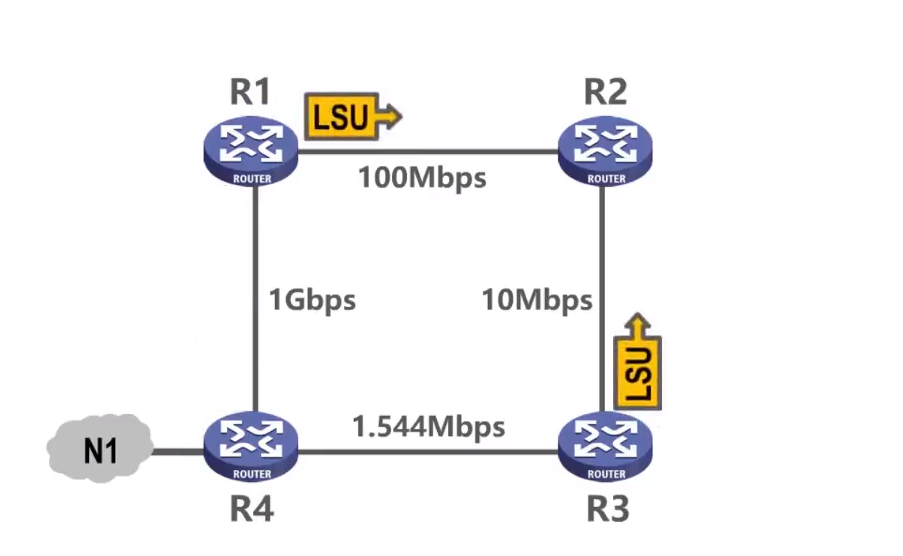 R1
R2
LSU
ROUTER
ROUTER
100Mbps
1Gbps
10Mbps
LSU
1.544Mbps
N1
ROUTER
ROUTER
R4
R3